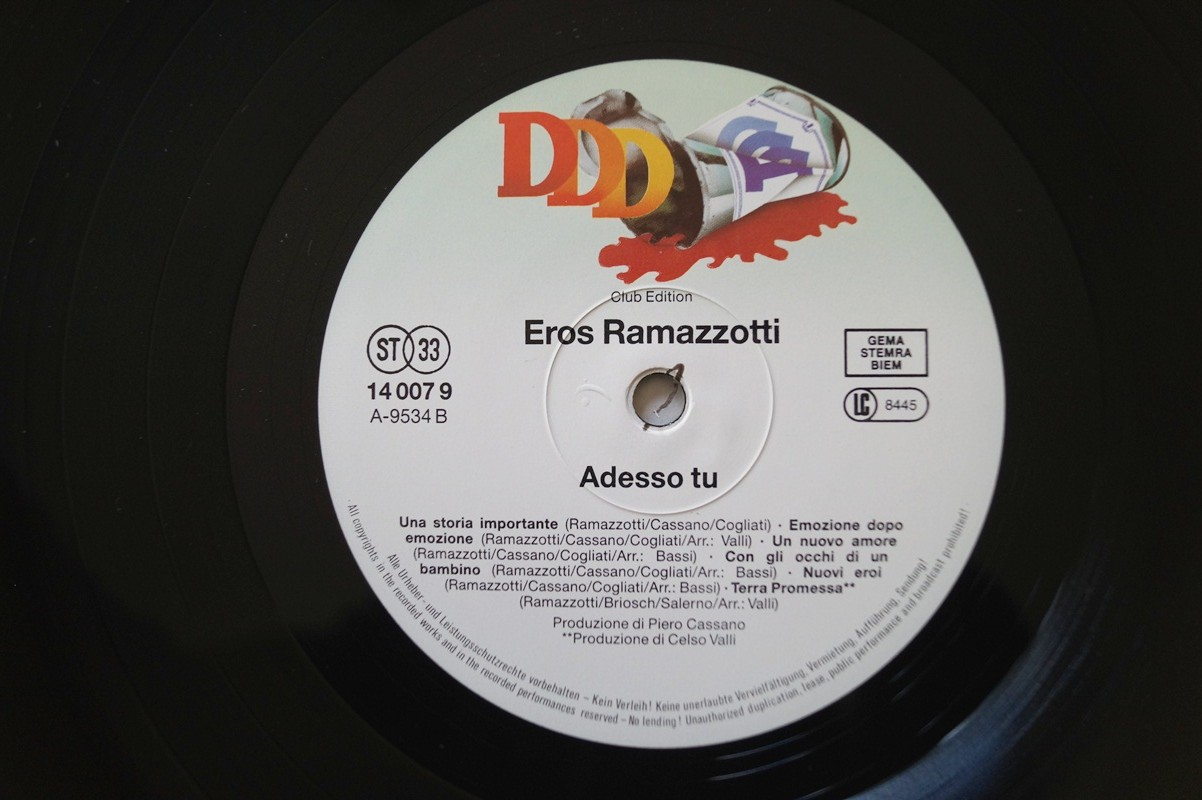 DDD
Club Edition
Eros Ramazzotti
ST 33
14 007 9
A-9534 B
GEMA
STEMRA
BIEM
LC 8445
Adesso tu
Una storia importante (Ramazzotti/Cassano/Cogliati) · Emozione dopo
emozione (Ramazzotti/Cassano/Cogliati/Arr.: Valli) · Un nuovo amore
(Ramazzotti/Cassano/Cogliati/Arr.: Bassi) · Con gli occhi di un
bambino (Ramazzotti/Cassano/Cogliati/Arr.: Bassi) · Nuovi eroi
(Ramazzotti/Cassano/Cogliati/Arr.: Bassi) · Terra Promessa**
(Ramazzotti/Briosch/Salerno/Arr.: Valli)
Produzione di Piero Cassano
**Produzione di Celso Valli
Alle Urheber- und Leistungsschutzrechte vorbehalten – Kein Verleih! Keine unerlaubte Vervielfältigung, Vermietung, Aufführung, Sendung!
All copyrights in the recorded works and in the recorded performances reserved – No lending! Unauthorized duplication, lease, public performance and broadcast prohibited!